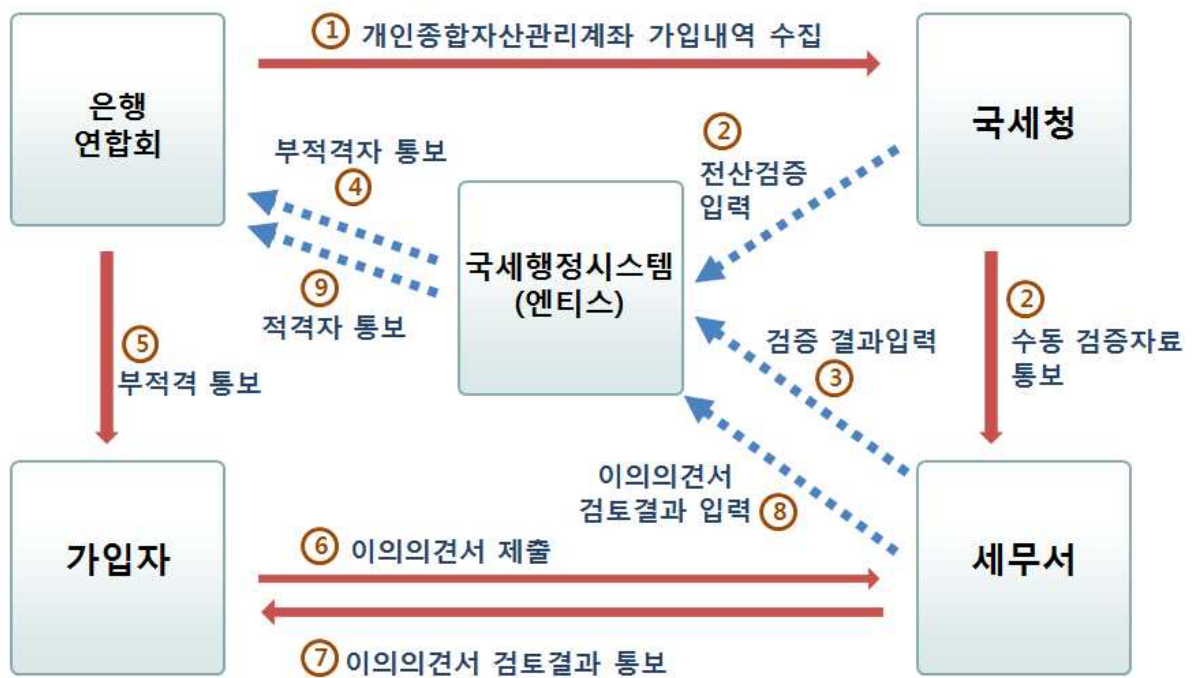 ① 개인종합자산관리계좌 가입내역 수집
은행
연합회
국세청
부적격자 통보
④
②
전산검증
입력
국세행정시스템
(엔티스)
⑨
적격자 통보
⑤
부적격 통보
검증 결과입력
③
②
수동 검증자료
통보
이의의견서
검토결과 입력 ⑧
가입자
세무서
⑥ 이의의견서 제출
⑦ 이의의견서 검토결과 통보